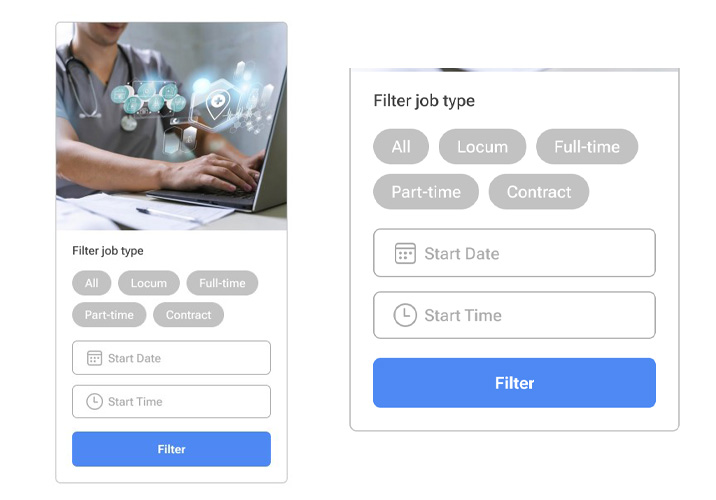 Filter job type
All Locum Full-time
Part-time Contract
Start Date
Start Time
Filter
Filter job type
All Locum Full-time
Part-time Contract
Start Date
Start Time
Filter